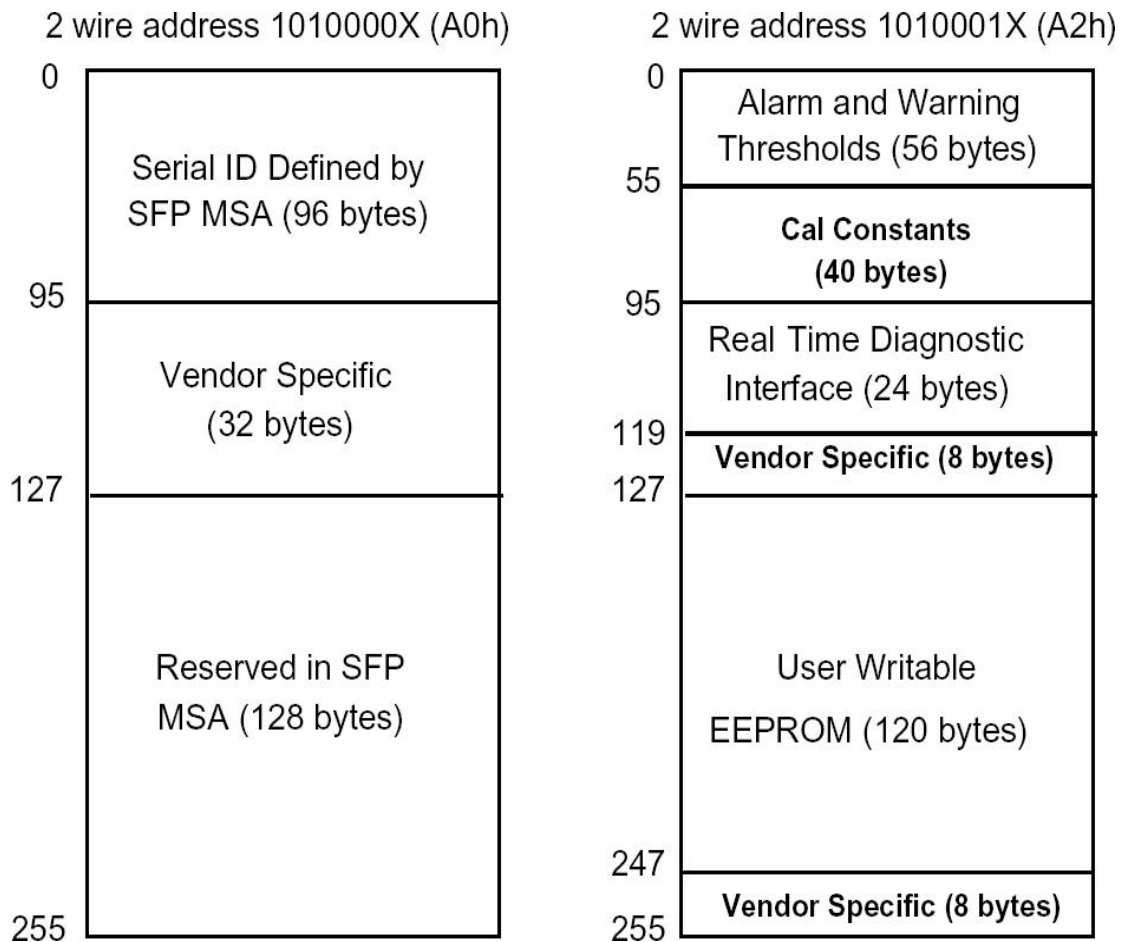 2 wire address 1010000X (A0h)
0
Serial ID Defined by
SFP MSA (96 bytes)
95
Vendor Specific
(32 bytes)
127
Reserved in SFP
MSA (128 bytes)
255
2 wire address 1010001X (A2h)
0
Alarm and Warning
Thresholds (56 bytes)
55
Cal Constants
(40 bytes)
95
Real Time Diagnostic
Interface (24 bytes)
119
Vendor Specific (8 bytes)
127
User Writable
EEPROM (120 bytes)
247
Vendor Specific (8 bytes)
255